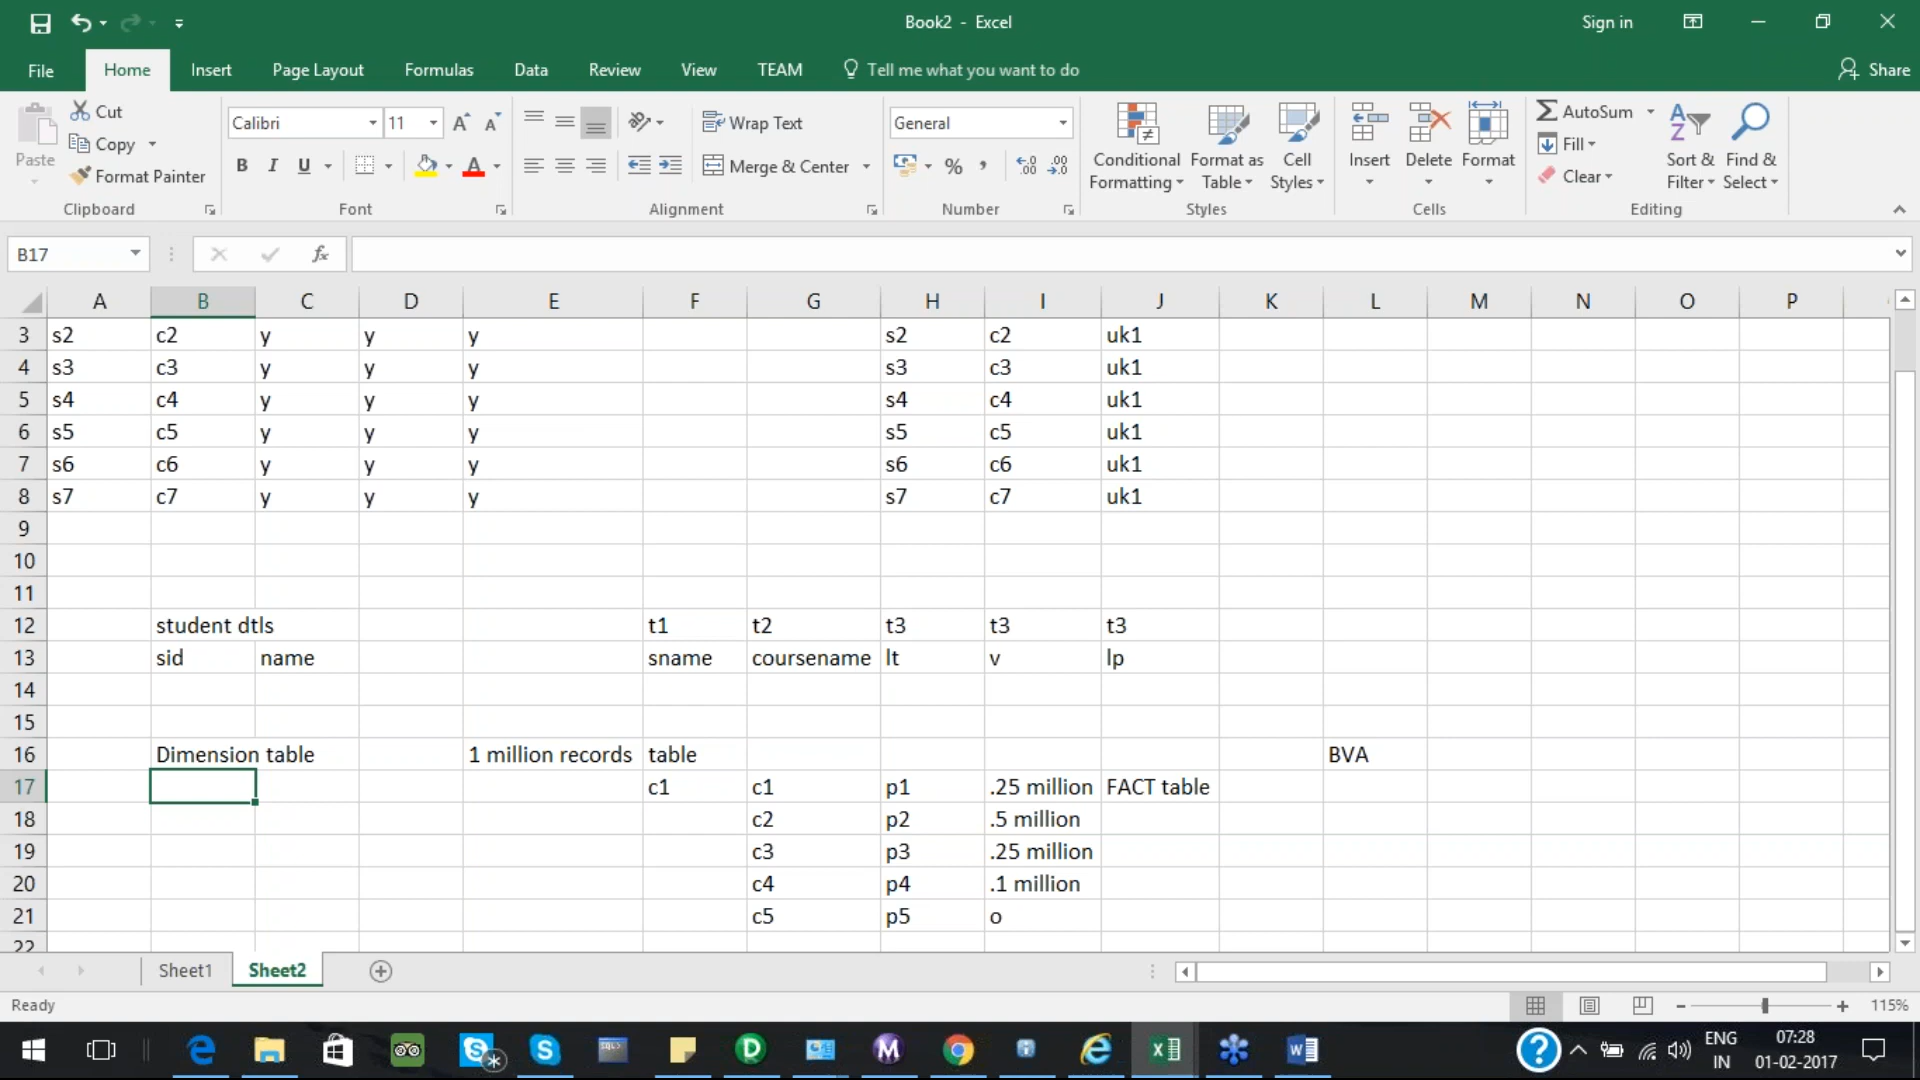 Book2 - Excel
Sign in
File Home Insert Page Layout Formulas Data Review View TEAM Tell me what you want to do Share
Paste
Cut
Copy
Format Painter
Clipboard
Calibri 11
B I U
Font
Wrap Text
Merge & Center
Alignment
General
%
Number
Conditional Formatting
Format as Table
Cell Styles
Styles
Insert Delete Format
Cells
AutoSum
Fill
Clear
Sort & Filter
Find & Select
Editing
B17 fx
A B C D E F G H I J K L M N O P
3 s2 c2 y y y s2 c2 uk1
4 s3 c3 y y y s3 c3 uk1
5 s4 c4 y y y s4 c4 uk1
6 s5 c5 y y y s5 c5 uk1
7 s6 c6 y y y s6 c6 uk1
8 s7 c7 y y y s7 c7 uk1
9
10
11
12 student dtls t1 t2 t3 t3 t3
13 sid name sname coursename lt v lp
14
15
16 Dimension table 1 million records table BVA
17 c1 c1 p1 .25 million FACT table
18 c2 p2 .5 million
19 c3 p3 .25 million
20 c4 p4 .1 million
21 c5 p5 o
22
Sheet1 Sheet2
Ready 115%
ENG 07:28
IN 01-02-2017